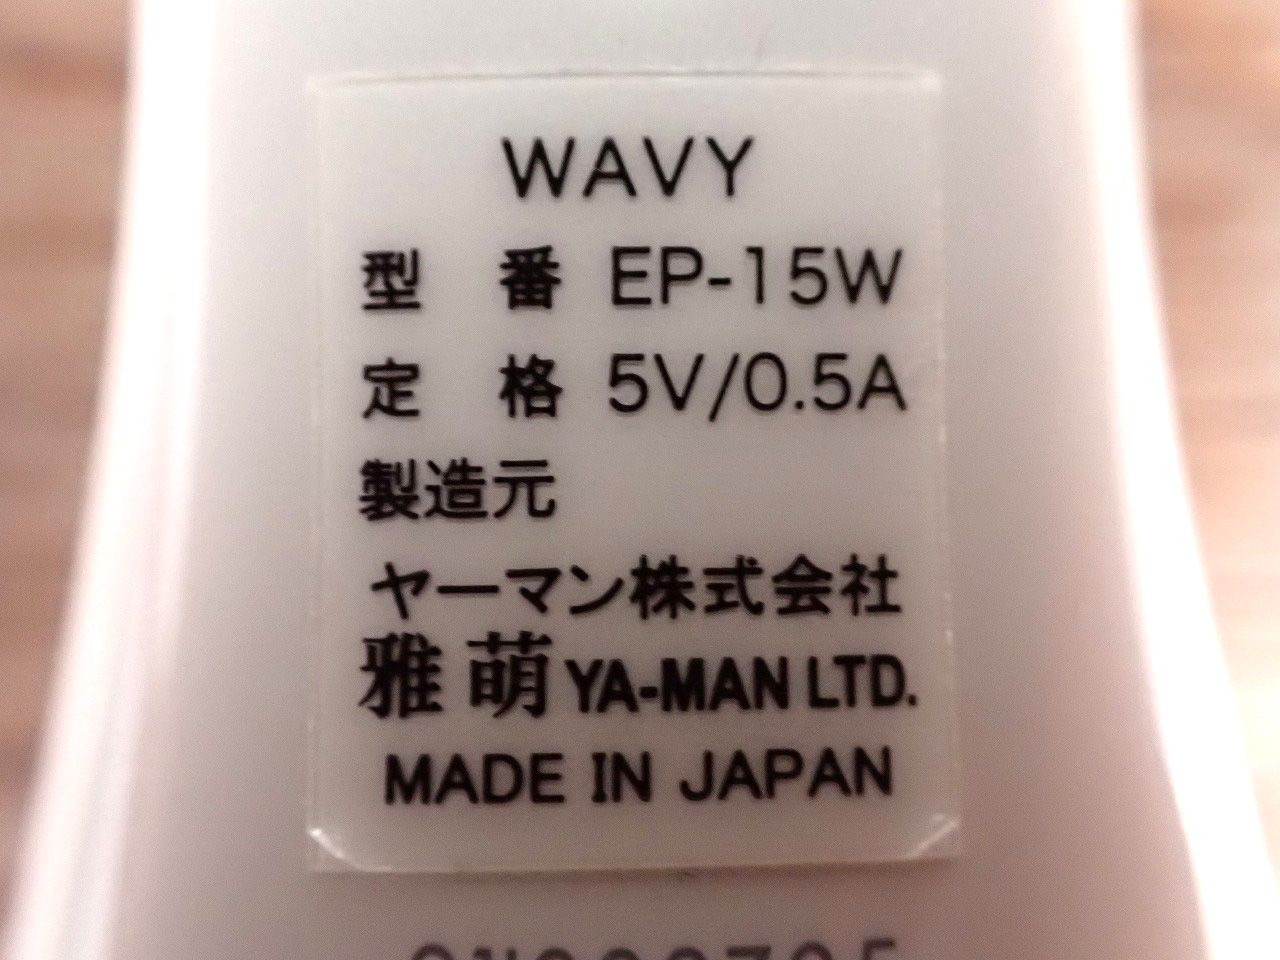 WAVY
型番 EP-15W
定格 5V/0.5A
製造元
ヤーマン株式会社
雅萌 YA-MAN LTD.
MADE IN JAPAN